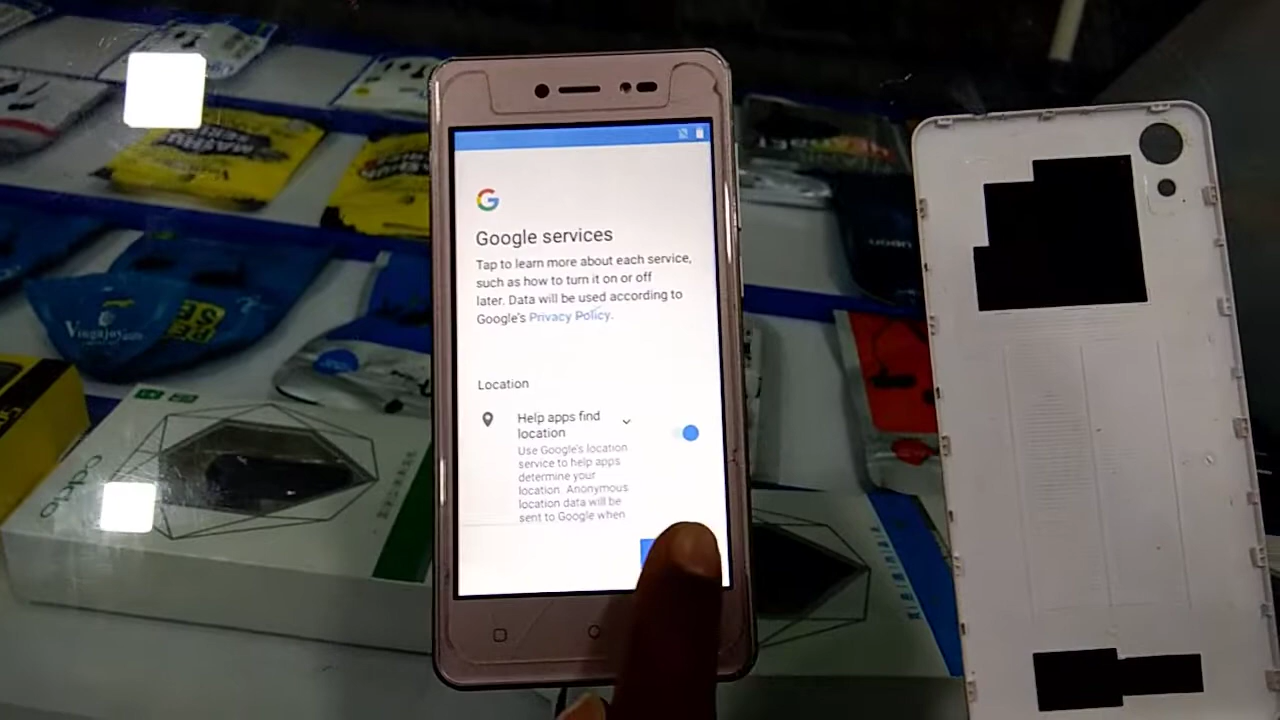 Google services
Tap to learn more about each service,
such as how to turn it on or off
later. Data will be used according to
Google's Privacy Policy.
Location
Help apps find
location
Use Google's location
service to help apps
determine your
location. Anonymous
location data will be
sent to Google when